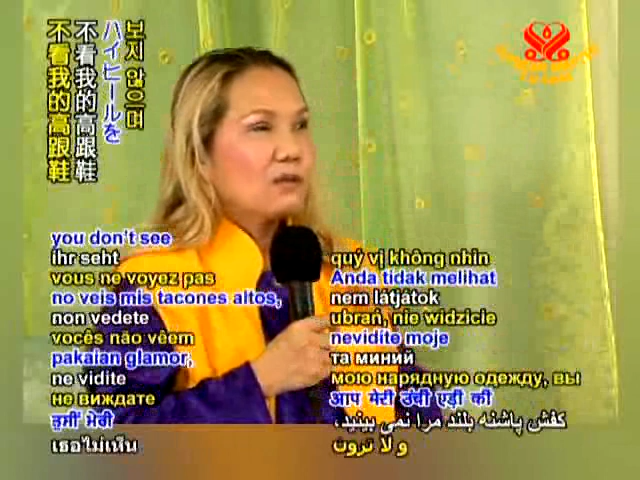 보지 않으며
ハイヒールを
不看我的高跟鞋
不看我的高跟鞋
you don't see
ihr seht
vous ne voyez pas
no veis mis tacones altos,
non vedete
vocês não vêem
pakaian glamor,
ne vidite
не виждате
ਤੁਸੀਂ ਮੇਰੀ
เธอไม่เห็น
quý vị không nhìn
Anda tidak melihat
nem látjátok
ubrań, nie widzicie
nevidíte moje
та миний
мою нарядную одежду, вы
आप मेरी उंची एड़ी की
کفش پاشنه بلند مرا نمی بینید،
و لا ترون